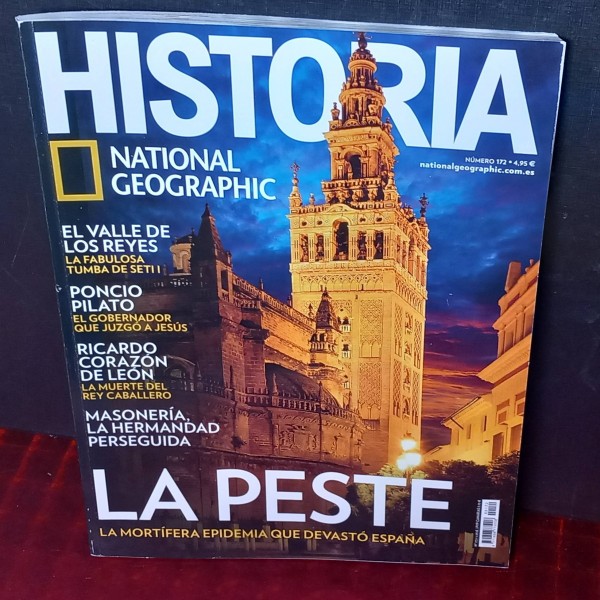 HISTORIA
NATIONAL
GEOGRAPHIC
NÚMERO 172 • 4,95 €
nationalgeographic.com.es
EL VALLE DE
LOS REYES
LA FABULOSA
TUMBA DE SETI I
PONCIO
PILATO
EL GOBERNADOR
QUE JUZGÓ A JESÚS
RICARDO
CORAZÓN
DE LEÓN
LA MUERTE DEL
REY CABALLERO
MASONERÍA,
LA HERMANDAD
PERSEGUIDA
LA PESTE
LA MORTÍFERA EPIDEMIA QUE DEVASTÓ ESPAÑA